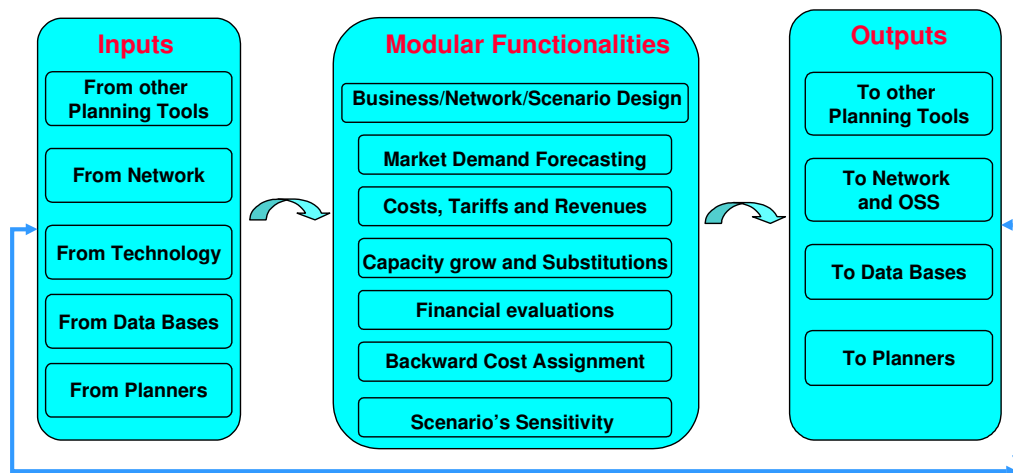 Inputs
From other
Planning Tools
From Network
From Technology
From Data Bases
From Planners
Modular Functionalities
Business/Network/Scenario Design
Market Demand Forecasting
Costs, Tariffs and Revenues
Capacity grow and Substitutions
Financial evaluations
Backward Cost Assignment
Scenario's Sensitivity
Outputs
To other
Planning Tools
To Network
and OSS
To Data Bases
To Planners